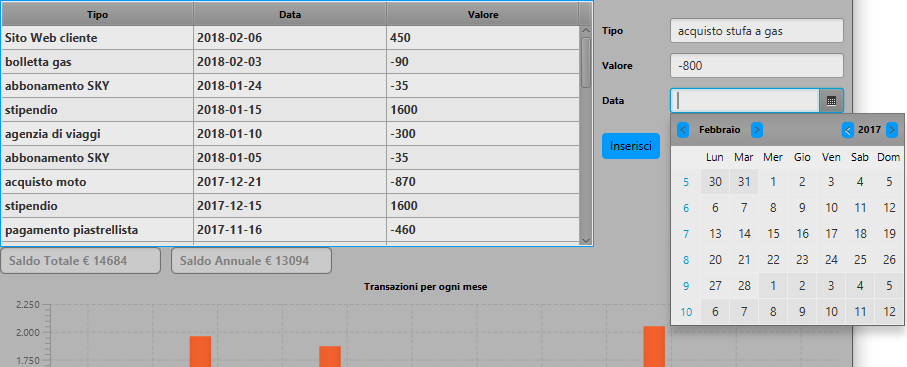 Tipo Data Valore
Sito Web cliente 2018-02-06 450
bolletta gas 2018-02-03 -90
abbonamento SKY 2018-01-24 -35
stipendio 2018-01-15 1600
agenzia di viaggi 2018-01-10 -300
abbonamento SKY 2018-01-05 -35
acquisto moto 2017-12-21 -870
stipendio 2017-12-15 1600
pagamento piastrellista 2017-11-16 -460
Tipo acquisto stufa a gas
Valore -800
Data
Inserisci
< Febbraio > < 2017 >
Lun Mar Mer Gio Ven Sab Dom
5 30 31 1 2 3 4 5
6 6 7 8 9 10 11 12
7 13 14 15 16 17 18 19
8 20 21 22 23 24 25 26
9 27 28 1 2 3 4 5
10 6 7 8 9 10 11 12
Saldo Totale € 14684 Saldo Annuale € 13094
Transazioni per ogni mese
2.250
2.000
1.750